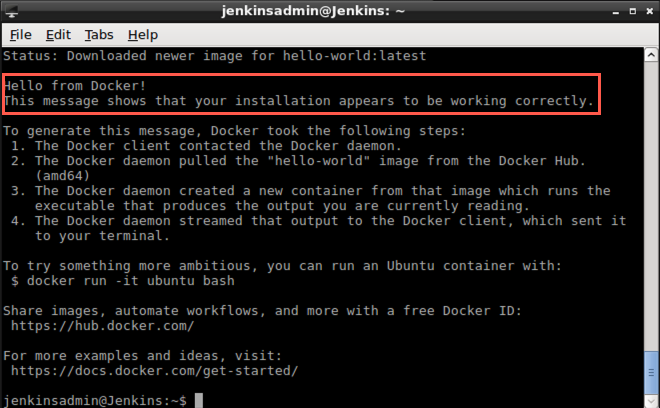 jenkinsadmin@Jenkins: ~
File Edit Tabs Help
Status: Downloaded newer image for hello-world:latest
Hello from Docker!
This message shows that your installation appears to be working correctly.
To generate this message, Docker took the following steps:
1. The Docker client contacted the Docker daemon.
2. The Docker daemon pulled the "hello-world" image from the Docker Hub.
(amd64)
3. The Docker daemon created a new container from that image which runs the
executable that produces the output you are currently reading.
4. The Docker daemon streamed that output to the Docker client, which sent it
to your terminal.
To try something more ambitious, you can run an Ubuntu container with:
$ docker run -it ubuntu bash
Share images, automate workflows, and more with a free Docker ID:
https://hub.docker.com/
For more examples and ideas, visit:
https://docs.docker.com/get-started/
jenkinsadmin@Jenkins:~$